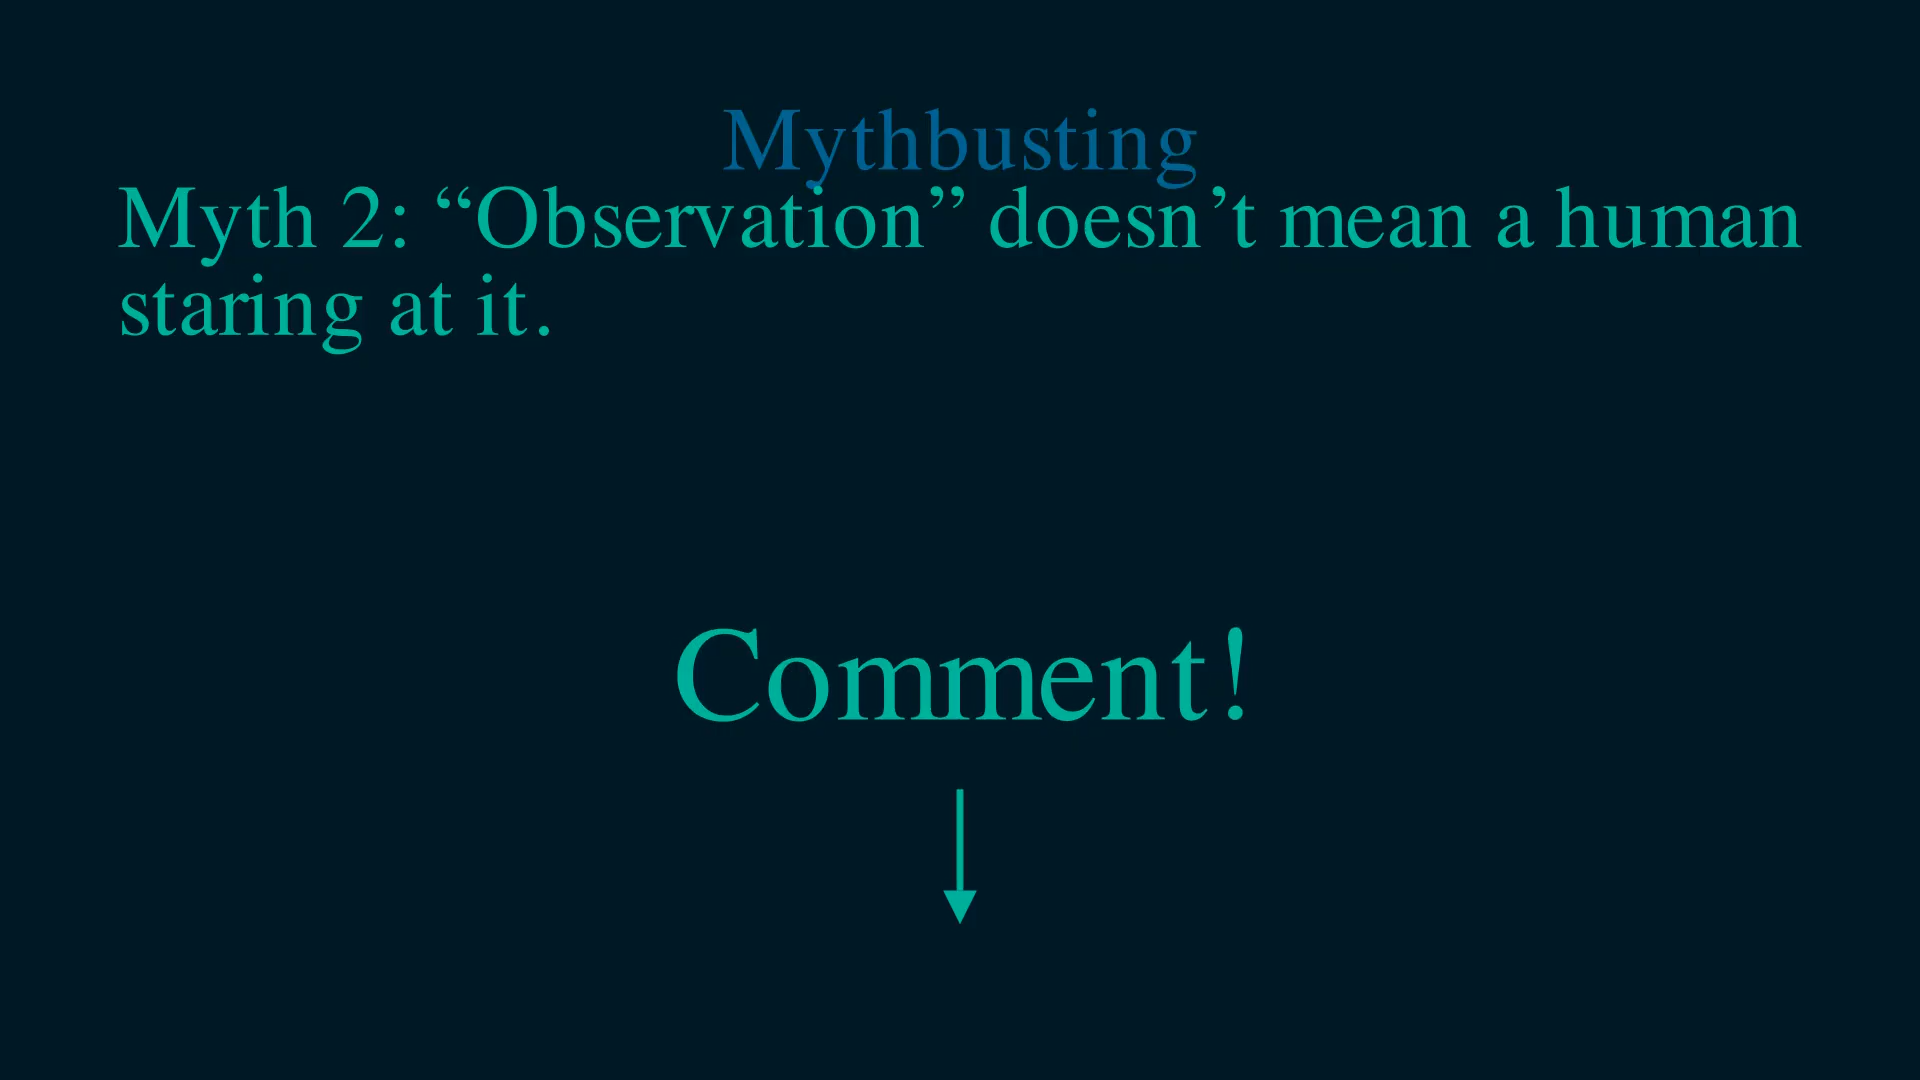 Mythbusting
Myth 2: “Observation” doesn’t mean a human
staring at it.
Comment!